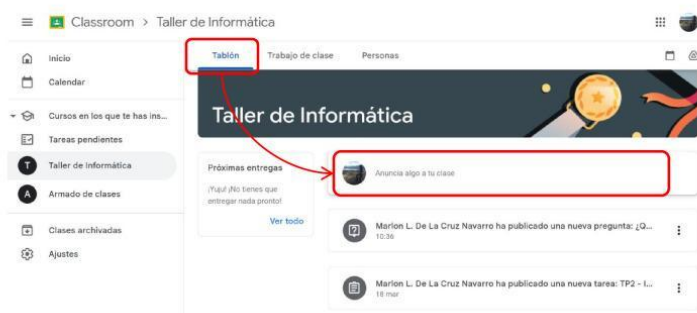 Classroom > Taller de Informática
Inicio
Calendar
Cursos en los que te has ins...
Tareas pendientes
T Taller de Informática
A Armado de clases
Clases archivadas
Ajustes
Tablón Trabajo de clase Personas
Taller de Informática
Próximas entregas
¡Yuju! ¡No tienes que
entregar nada pronto!
Ver todo
Anuncia algo a tu clase
Marlon L. De La Cruz Navarro ha publicado una nueva pregunta: ¿Q...
10:36
Marlon L. De La Cruz Navarro ha publicado una nueva tarea: TP2 - I...
18 mar